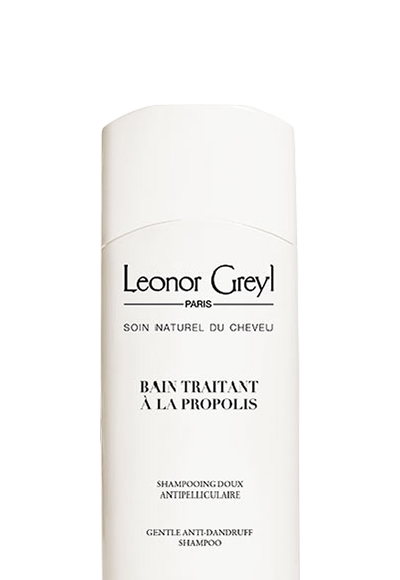 Leonor Greyl
PARIS
SOIN NATUREL DU CHEVEU
BAIN TRAITANT
À LA PROPOLIS
SHAMPOOING DOUX
ANTIPELLICULAIRE
GENTLE ANTI-DANDRUFF
SHAMPOO